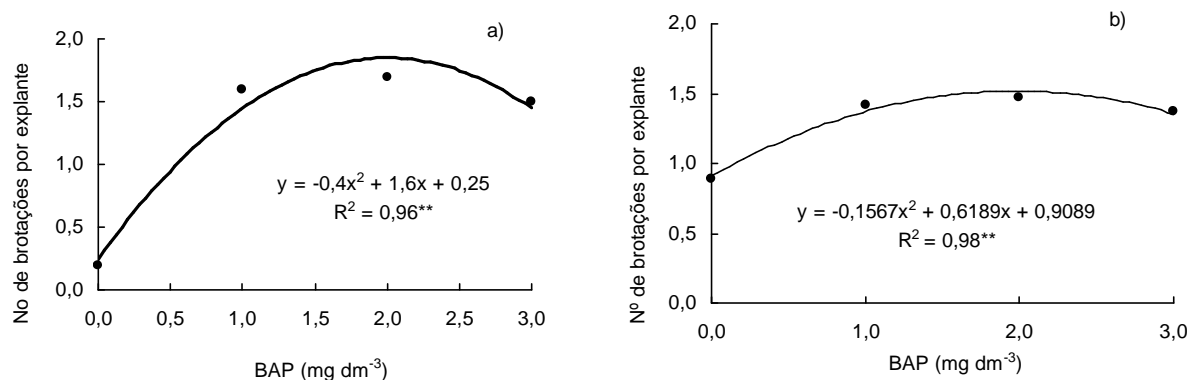 a)
No de brotações por explante
2,0
1,5
1,0
0,5
0,0
y = -0,4x² + 1,6x + 0,25
R² = 0,96**
0,0 0,5 1,0 1,5 2,0 2,5 3,0
BAP (mg dm⁻³)
b)
Nº de brotações por explante
2,0
1,5
1,0
0,5
0,0
y = -0,1567x² + 0,6189x + 0,9089
R² = 0,98**
0,0 1,0 2,0 3,0
BAP (mg dm⁻³)